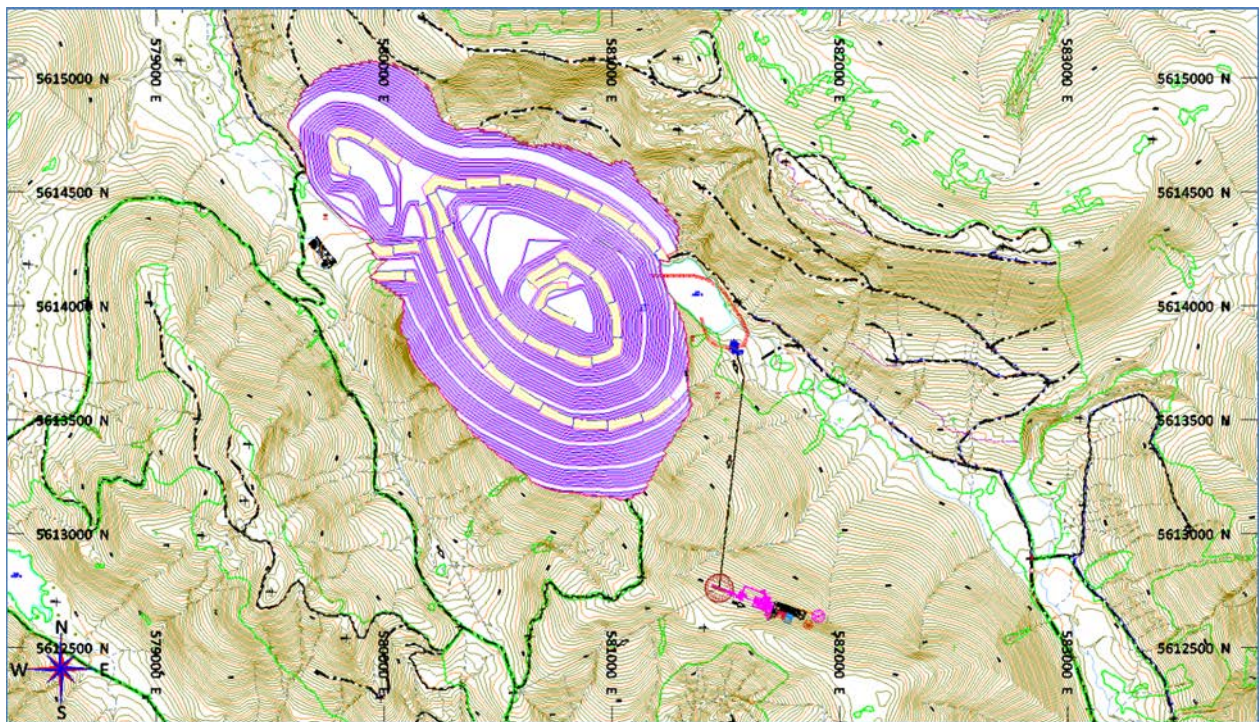 579000 E
580000 E
581000 E
582000 E
583000 E
5615000 N
5615000 N
5614500 N
5614500 N
5614000 N
5614000 N
5613500 N
5613500 N
5613000 N
5613000 N
5612500 N
5612500 N
N
W
E
S
579000 E
580000 E
581000 E
582000 E
583000 E